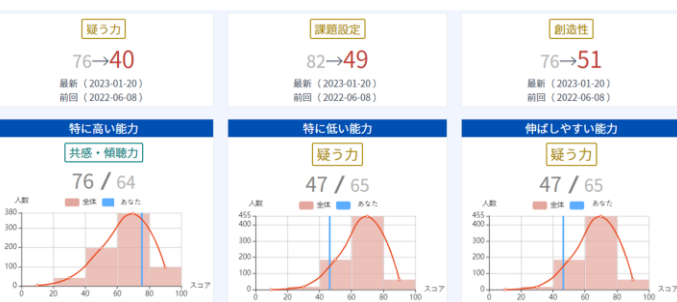 疑う力
76→40
最新（2023-01-20）
前回（2022-06-08）
課題設定
82→49
最新（2023-01-20）
前回（2022-06-08）
創造性
76→51
最新（2023-01-20）
前回（2022-06-08）
特に高い能力
共感・傾聴力
76 / 64
人数
全体 あなた
380
300
200
100
0
0 20 40 60 80 100
スコア
特に低い能力
疑う力
47 / 65
人数
全体 あなた
455
400
300
200
100
0
0 20 40 60 80 100
スコア
伸ばしやすい能力
疑う力
47 / 65
人数
全体 あなた
455
400
300
200
100
0
0 20 40 60 80 100
スコア